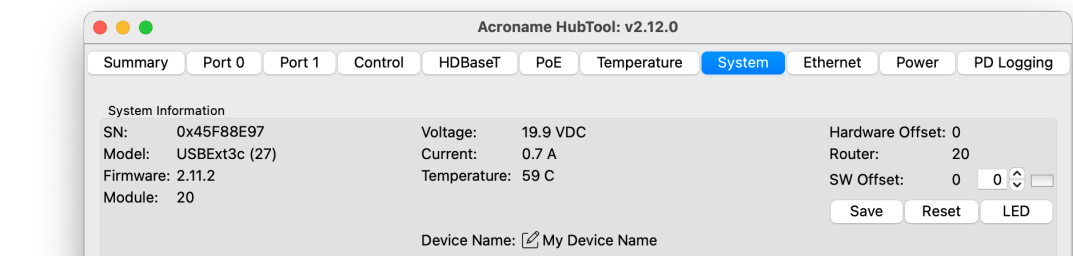 Acroname HubTool: v2.12.0
Summary Port 0 Port 1 Control HDBaseT PoE Temperature System Ethernet Power PD Logging
System Information
SN: 0x45F88E97 Voltage: 19.9 VDC Hardware Offset: 0
Model: USBExt3c (27) Current: 0.7 A Router: 20
Firmware: 2.11.2 Temperature: 59 C SW Offset: 0 0
Module: 20
Save Reset LED
Device Name: My Device Name